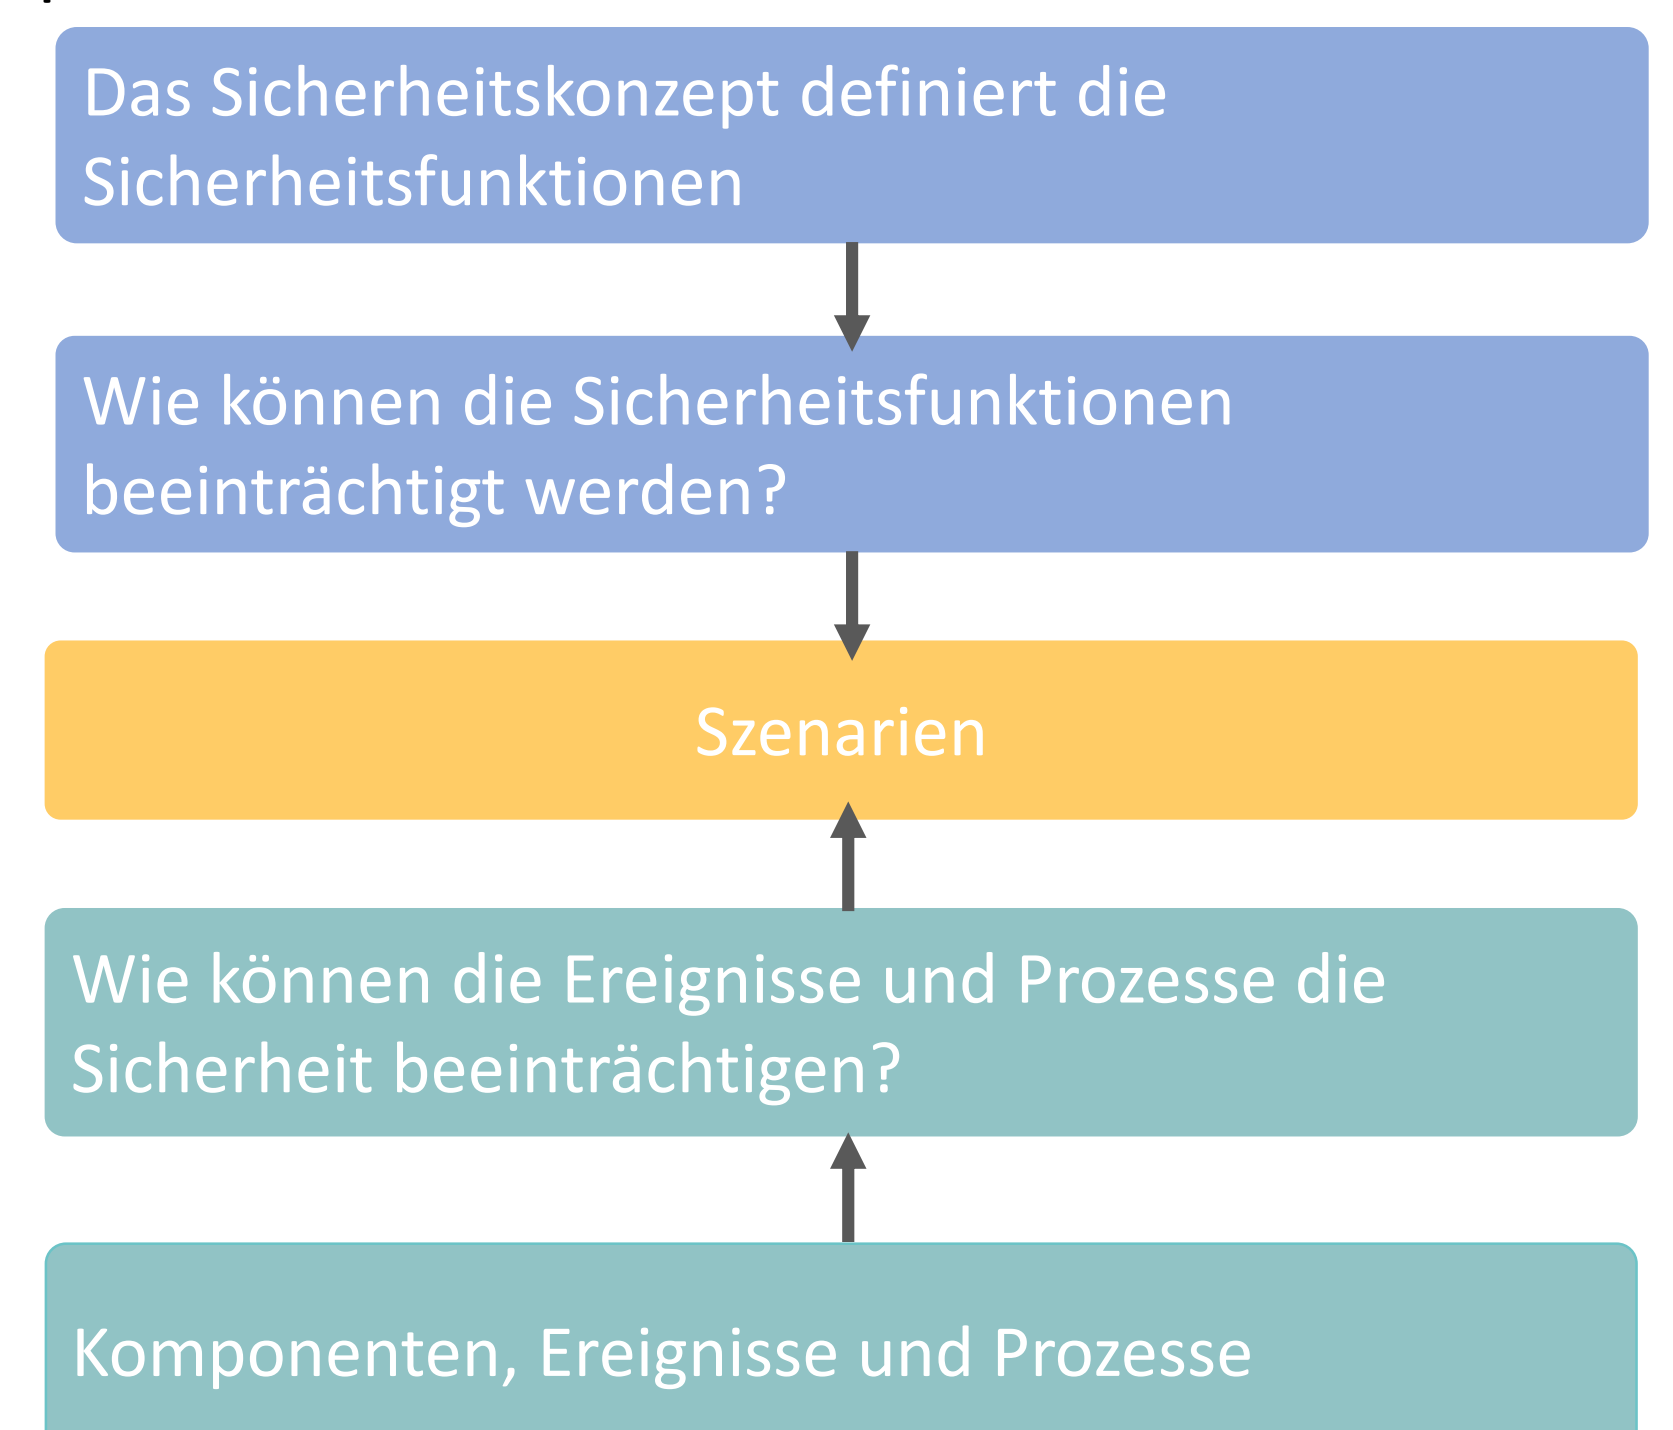 Das Sicherheitskonzept definiert die
Sicherheitsfunktionen
Wie können die Sicherheitsfunktionen
beeinträchtigt werden?
Szenarien
Wie können die Ereignisse und Prozesse die
Sicherheit beeinträchtigen?
Komponenten, Ereignisse und Prozesse